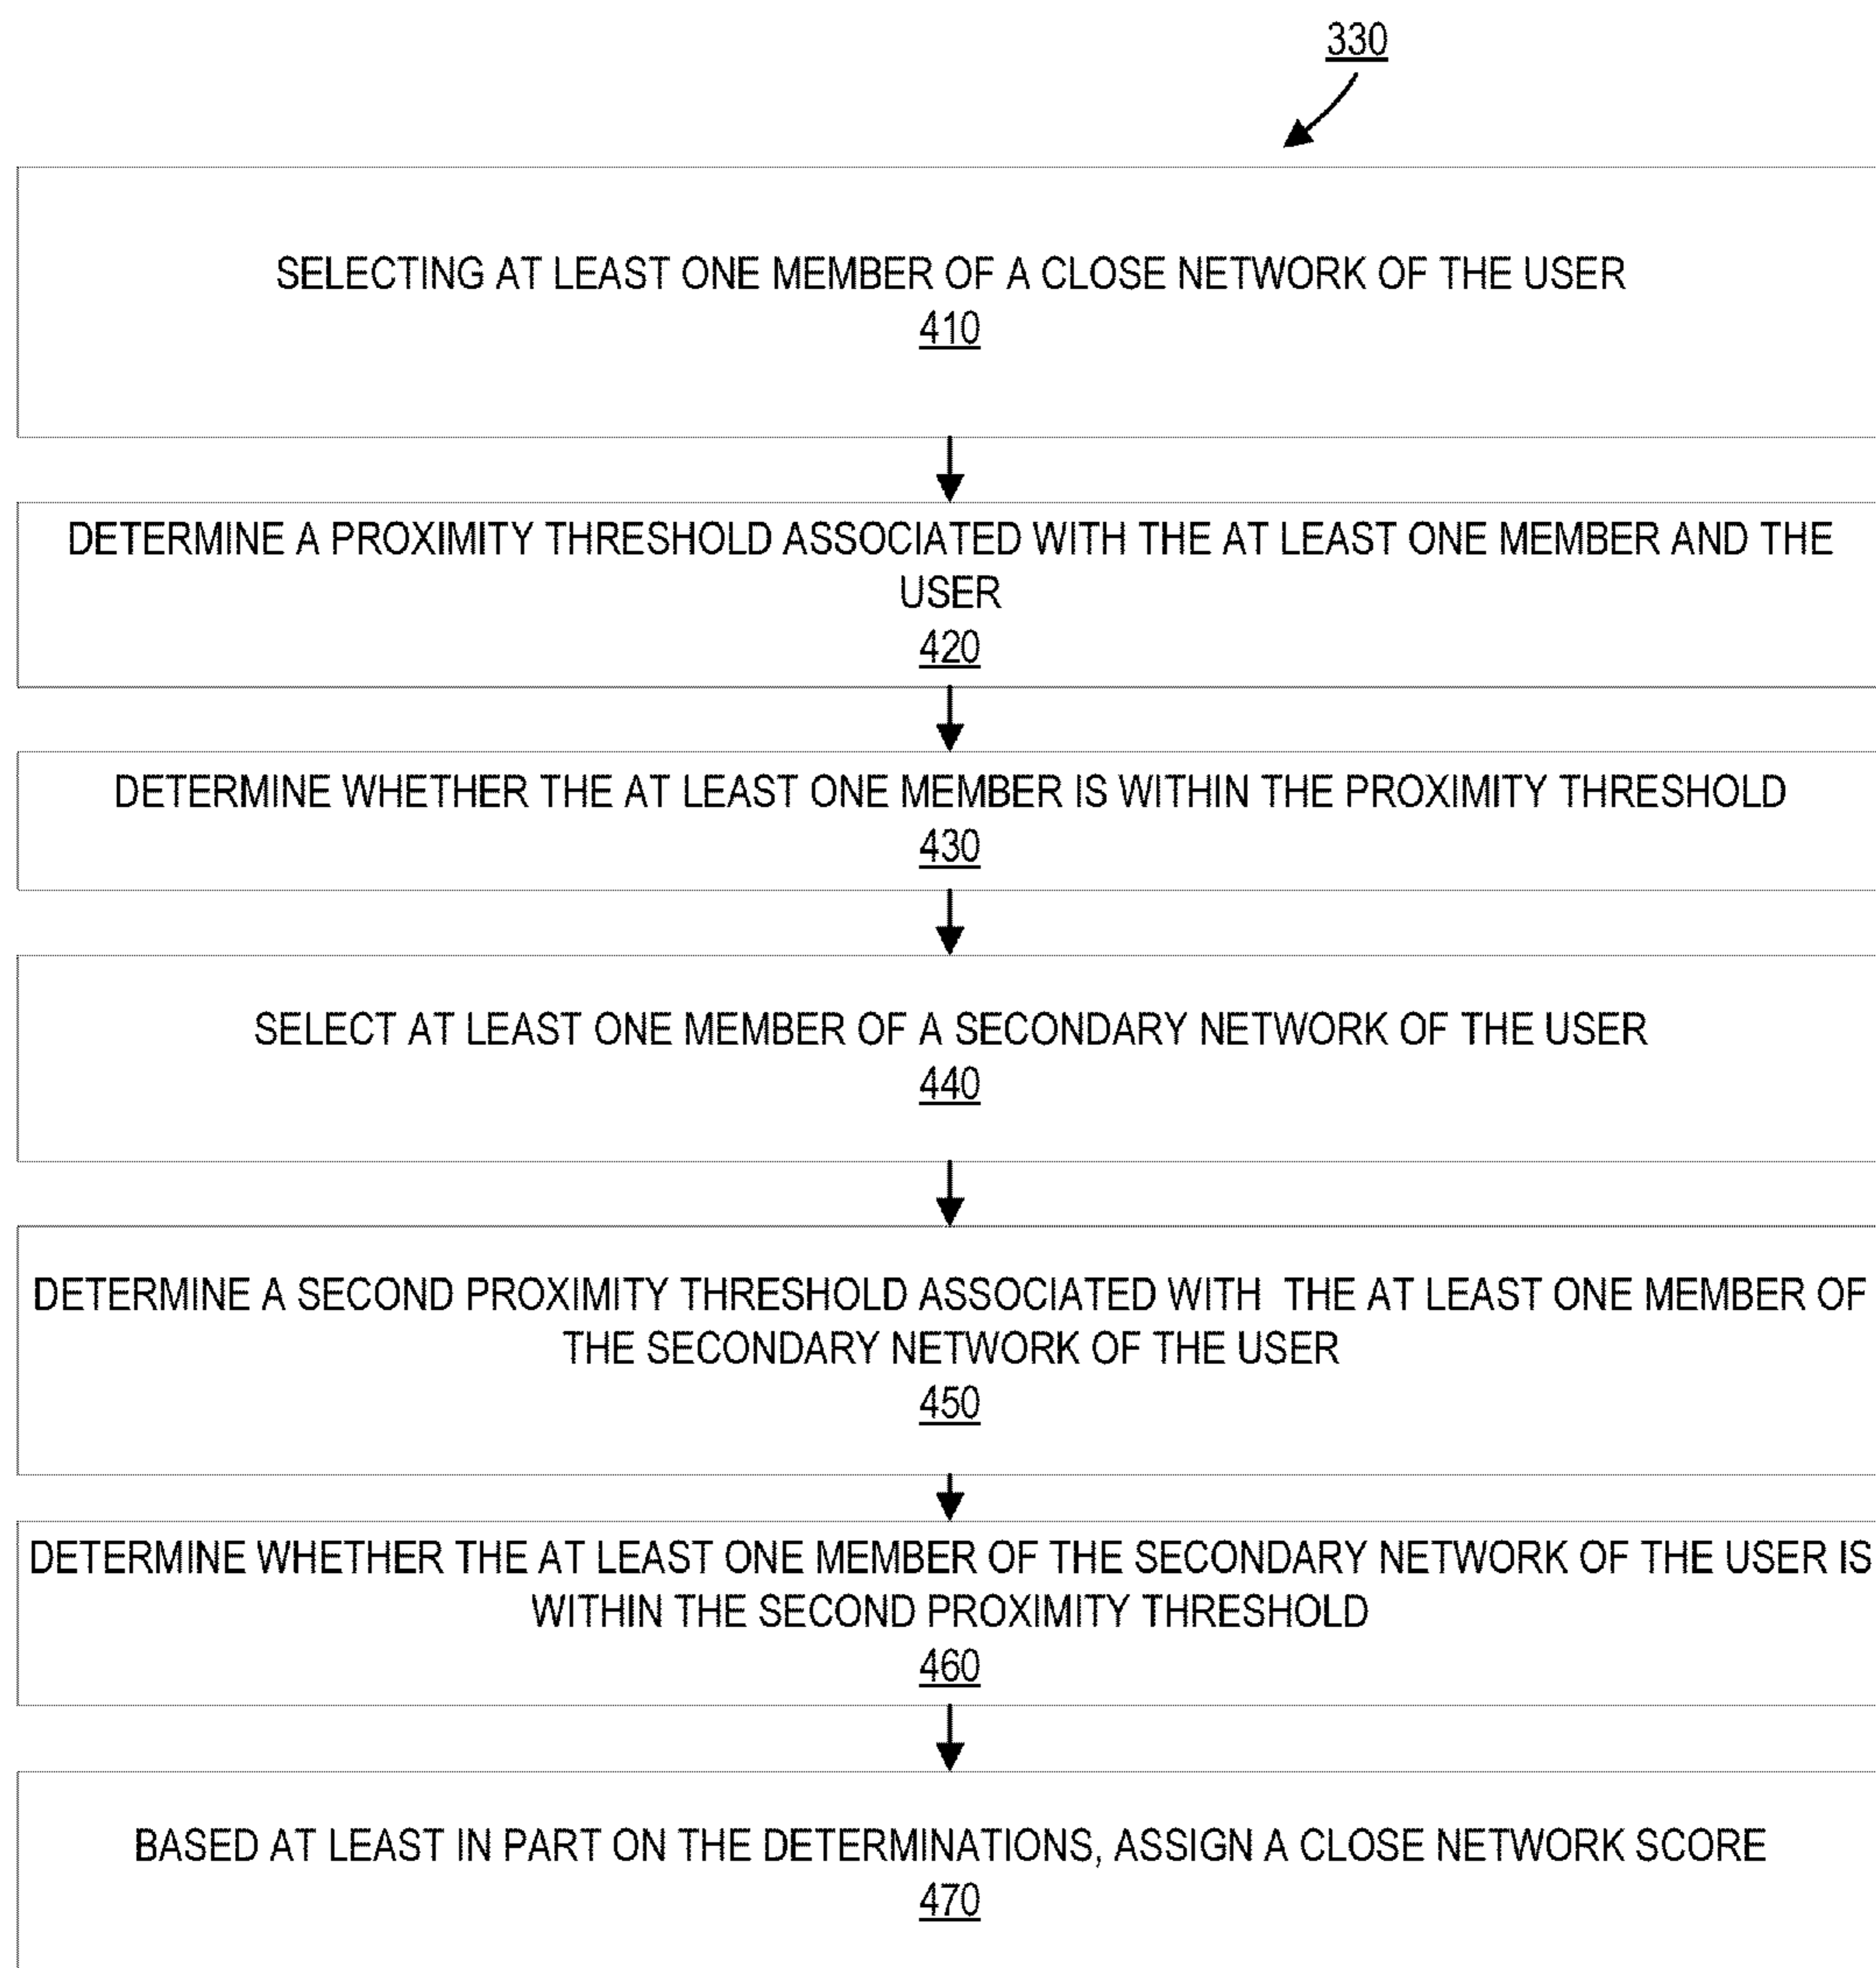 330
SELECTING AT LEAST ONE MEMBER OF A CLOSE NETWORK OF THE USER
410
DETERMINE A PROXIMITY THRESHOLD ASSOCIATED WITH THE AT LEAST ONE MEMBER AND THE
USER
420
DETERMINE WHETHER THE AT LEAST ONE MEMBER IS WITHIN THE PROXIMITY THRESHOLD
430
SELECT AT LEAST ONE MEMBER OF A SECONDARY NETWORK OF THE USER
440
DETERMINE A SECOND PROXIMITY THRESHOLD ASSOCIATED WITH THE AT LEAST ONE MEMBER OF
THE SECONDARY NETWORK OF THE USER
450
DETERMINE WHETHER THE AT LEAST ONE MEMBER OF THE SECONDARY NETWORK OF THE USER IS
WITHIN THE SECOND PROXIMITY THRESHOLD
460
BASED AT LEAST IN PART ON THE DETERMINATIONS, ASSIGN A CLOSE NETWORK SCORE
470